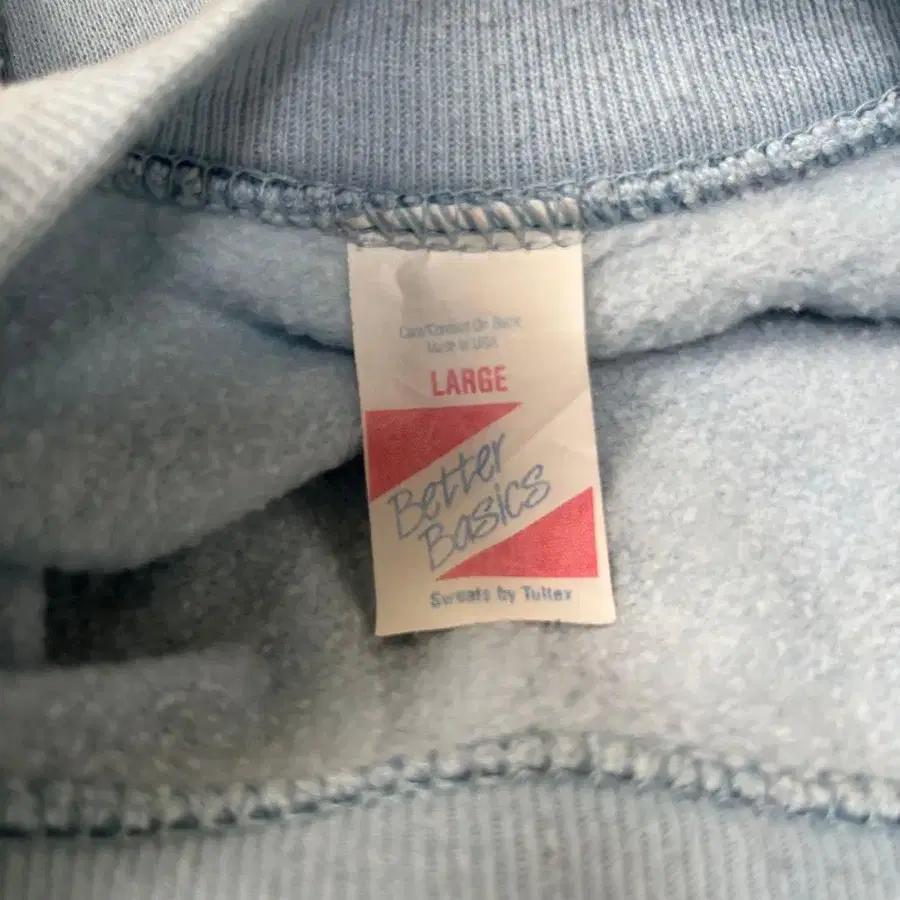 Care/Content On Back
Made in USA
LARGE
Better
Basics
Sweats by Tultex